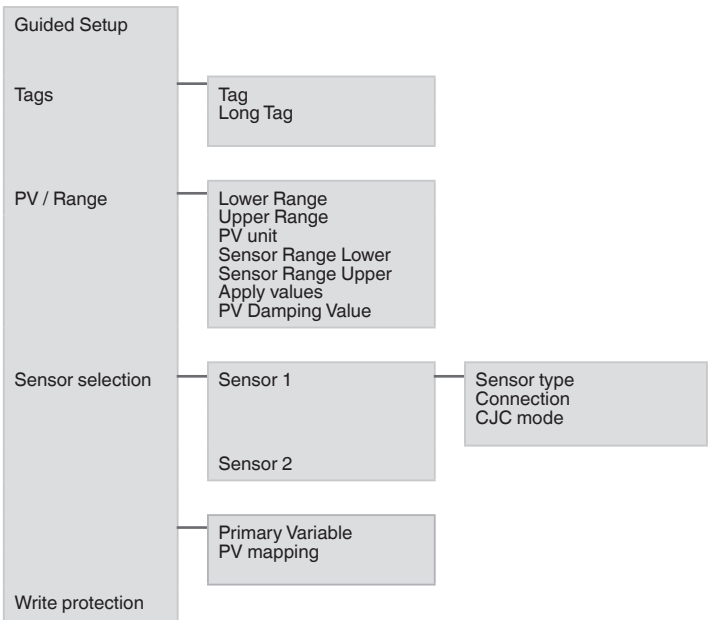 Guided Setup
Tags
Tag
Long Tag
PV / Range
Lower Range
Upper Range
PV unit
Sensor Range Lower
Sensor Range Upper
Apply values
PV Damping Value
Sensor selection
Sensor 1
Sensor type
Connection
CJC mode
Sensor 2
Primary Variable
PV mapping
Write protection